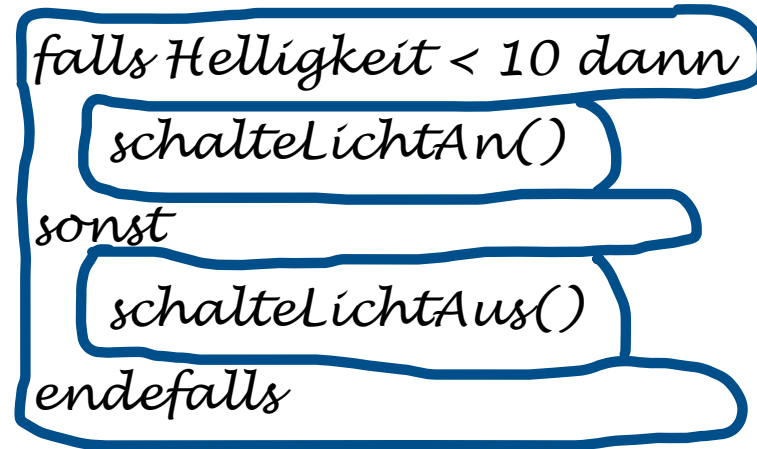 falls Helligkeit < 10 dann
schalteLichtAn()
sonst
schalteLichtAus()
endefalls